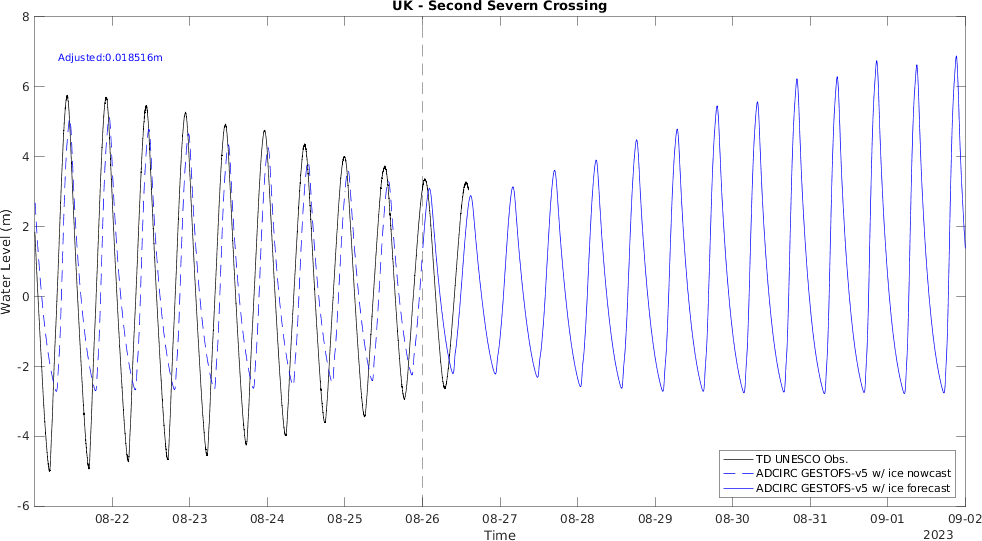 UK - Second Severn Crossing
8
6
4
2
0
-2
-4
-6
Water Level (m)
Adjusted:0.018516m
TD UNESCO Obs.
ADCIRC GESTOFS-v5 w/ ice nowcast
ADCIRC GESTOFS-v5 w/ ice forecast
08-22 08-23 08-24 08-25 08-26 08-27 08-28 08-29 08-30 08-31 09-01 09-02
Time
2023